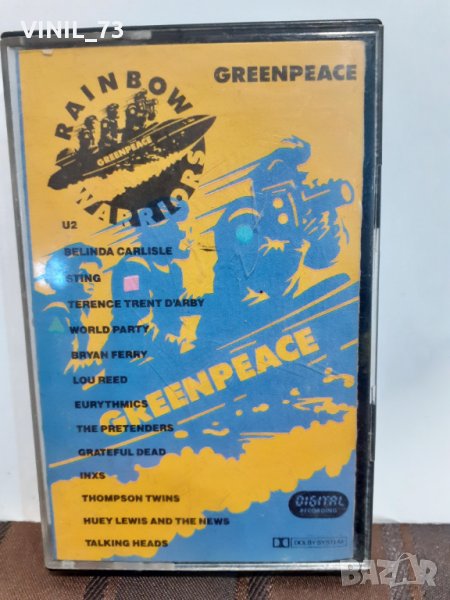 VINIL_73
GREENPEACE
RAINBOW
GREENPEACE
WARRIORS
U2
BELINDA CARLISLE
STING
TERENCE TRENT D'ARBY
WORLD PARTY
BRYAN FERRY
LOU REED
EURYTHMICS
THE PRETENDERS
GRATEFUL DEAD
INXS
THOMPSON TWINS
HUEY LEWIS AND THE NEWS
TALKING HEADS
GREENPEACE
DIGITAL
RECORDING
DOLBY SYSTEM
BAZAR
bg